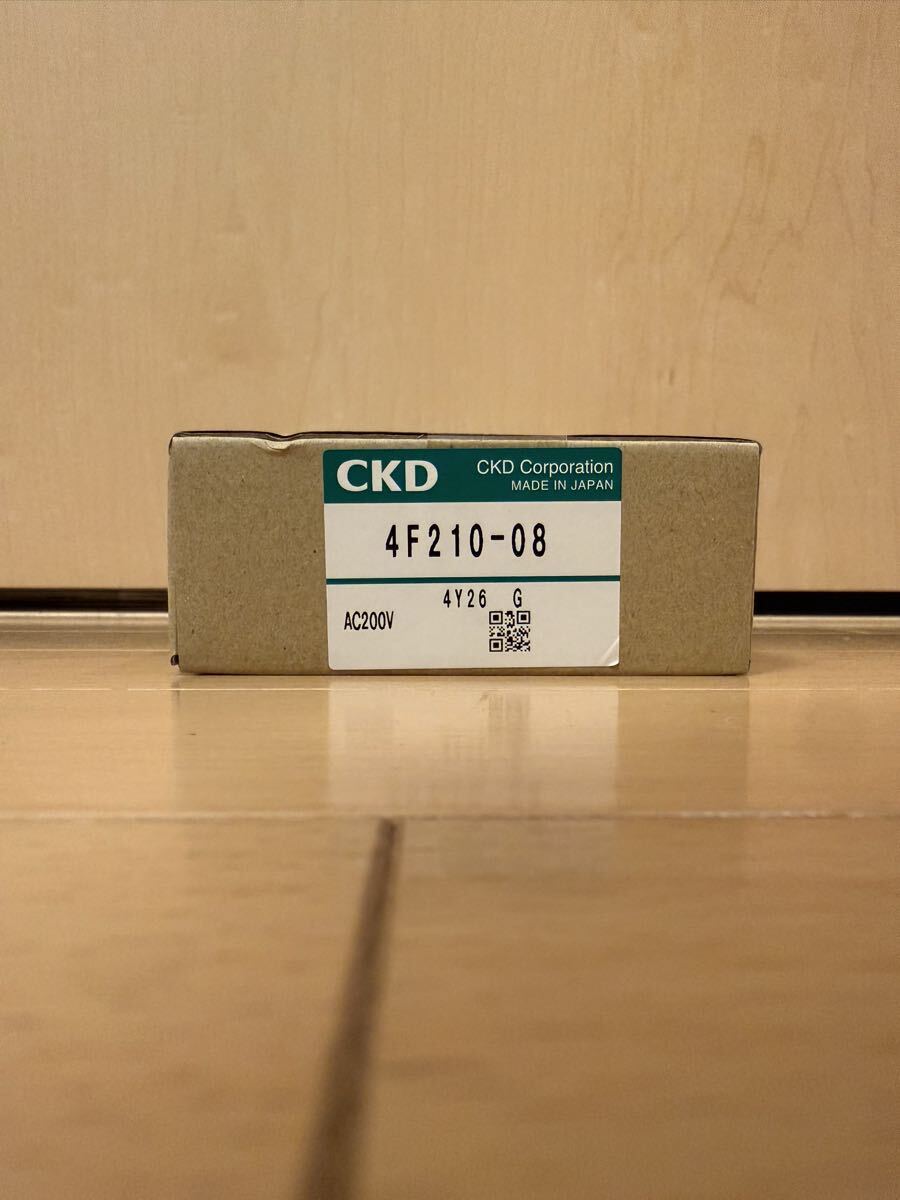 CKD
CKD Corporation
MADE IN JAPAN
4F210-08
4Y26 G
AC200V